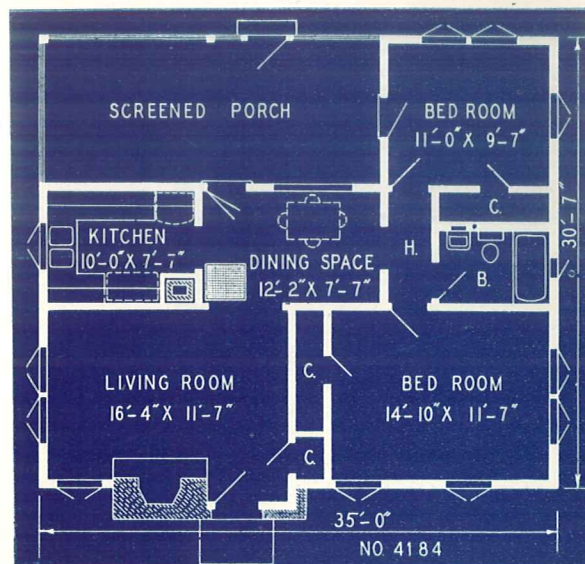 SCREENED PORCH
BED ROOM
11'-0" X 9'-7"
C.
KITCHEN
10'-0" X 7'-7"
DINING SPACE
12'-2" X 7'-7"
H.
B.
30'-7"
LIVING ROOM
16'-4" X 11'-7"
C.
BED ROOM
14'-10" X 11'-7"
C.
35'-0"
NO. 4184